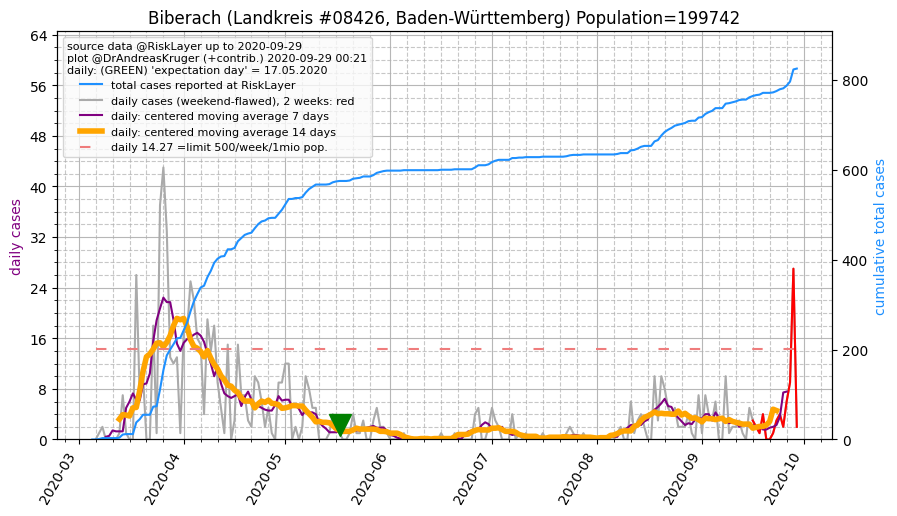 Biberach (Landkreis #08426, Baden-Württemberg) Population=199742
source data @RiskLayer up to 2020-09-29
plot @DrAndreasKruger (+contrib.) 2020-09-29 00:21
daily: (GREEN) 'expectation day' = 17.05.2020
total cases reported at RiskLayer
daily cases (weekend-flawed), 2 weeks: red
daily: centered moving average 7 days
daily: centered moving average 14 days
daily 14.27 =limit 500/week/1mio pop.
daily cases
64
56
48
40
32
24
16
8
0
cumulative total cases
800
600
400
200
0
2020-03
2020-04
2020-05
2020-06
2020-07
2020-08
2020-09
2020-10